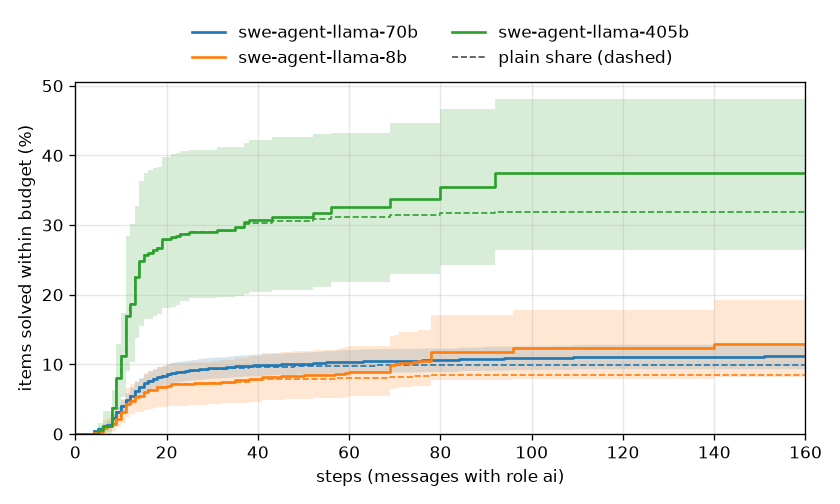 swe-agent-llama-70b
swe-agent-llama-8b
swe-agent-llama-405b
plain share (dashed)
items solved within budget (%)
50
40
30
20
10
0
0 20 40 60 80 100 120 140 160
steps (messages with role ai)